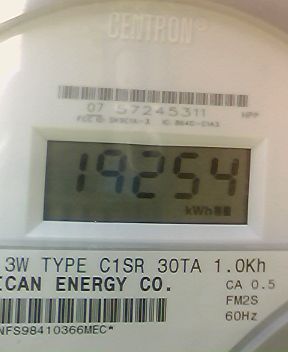 CENTRON®
07 57245311 HPP
19254
kWh
3W TYPE C1SR 30TA 1.0Kh
ICAN ENERGY CO. CA 0.5
FM2S
60Hz
NFS98410366MEC*